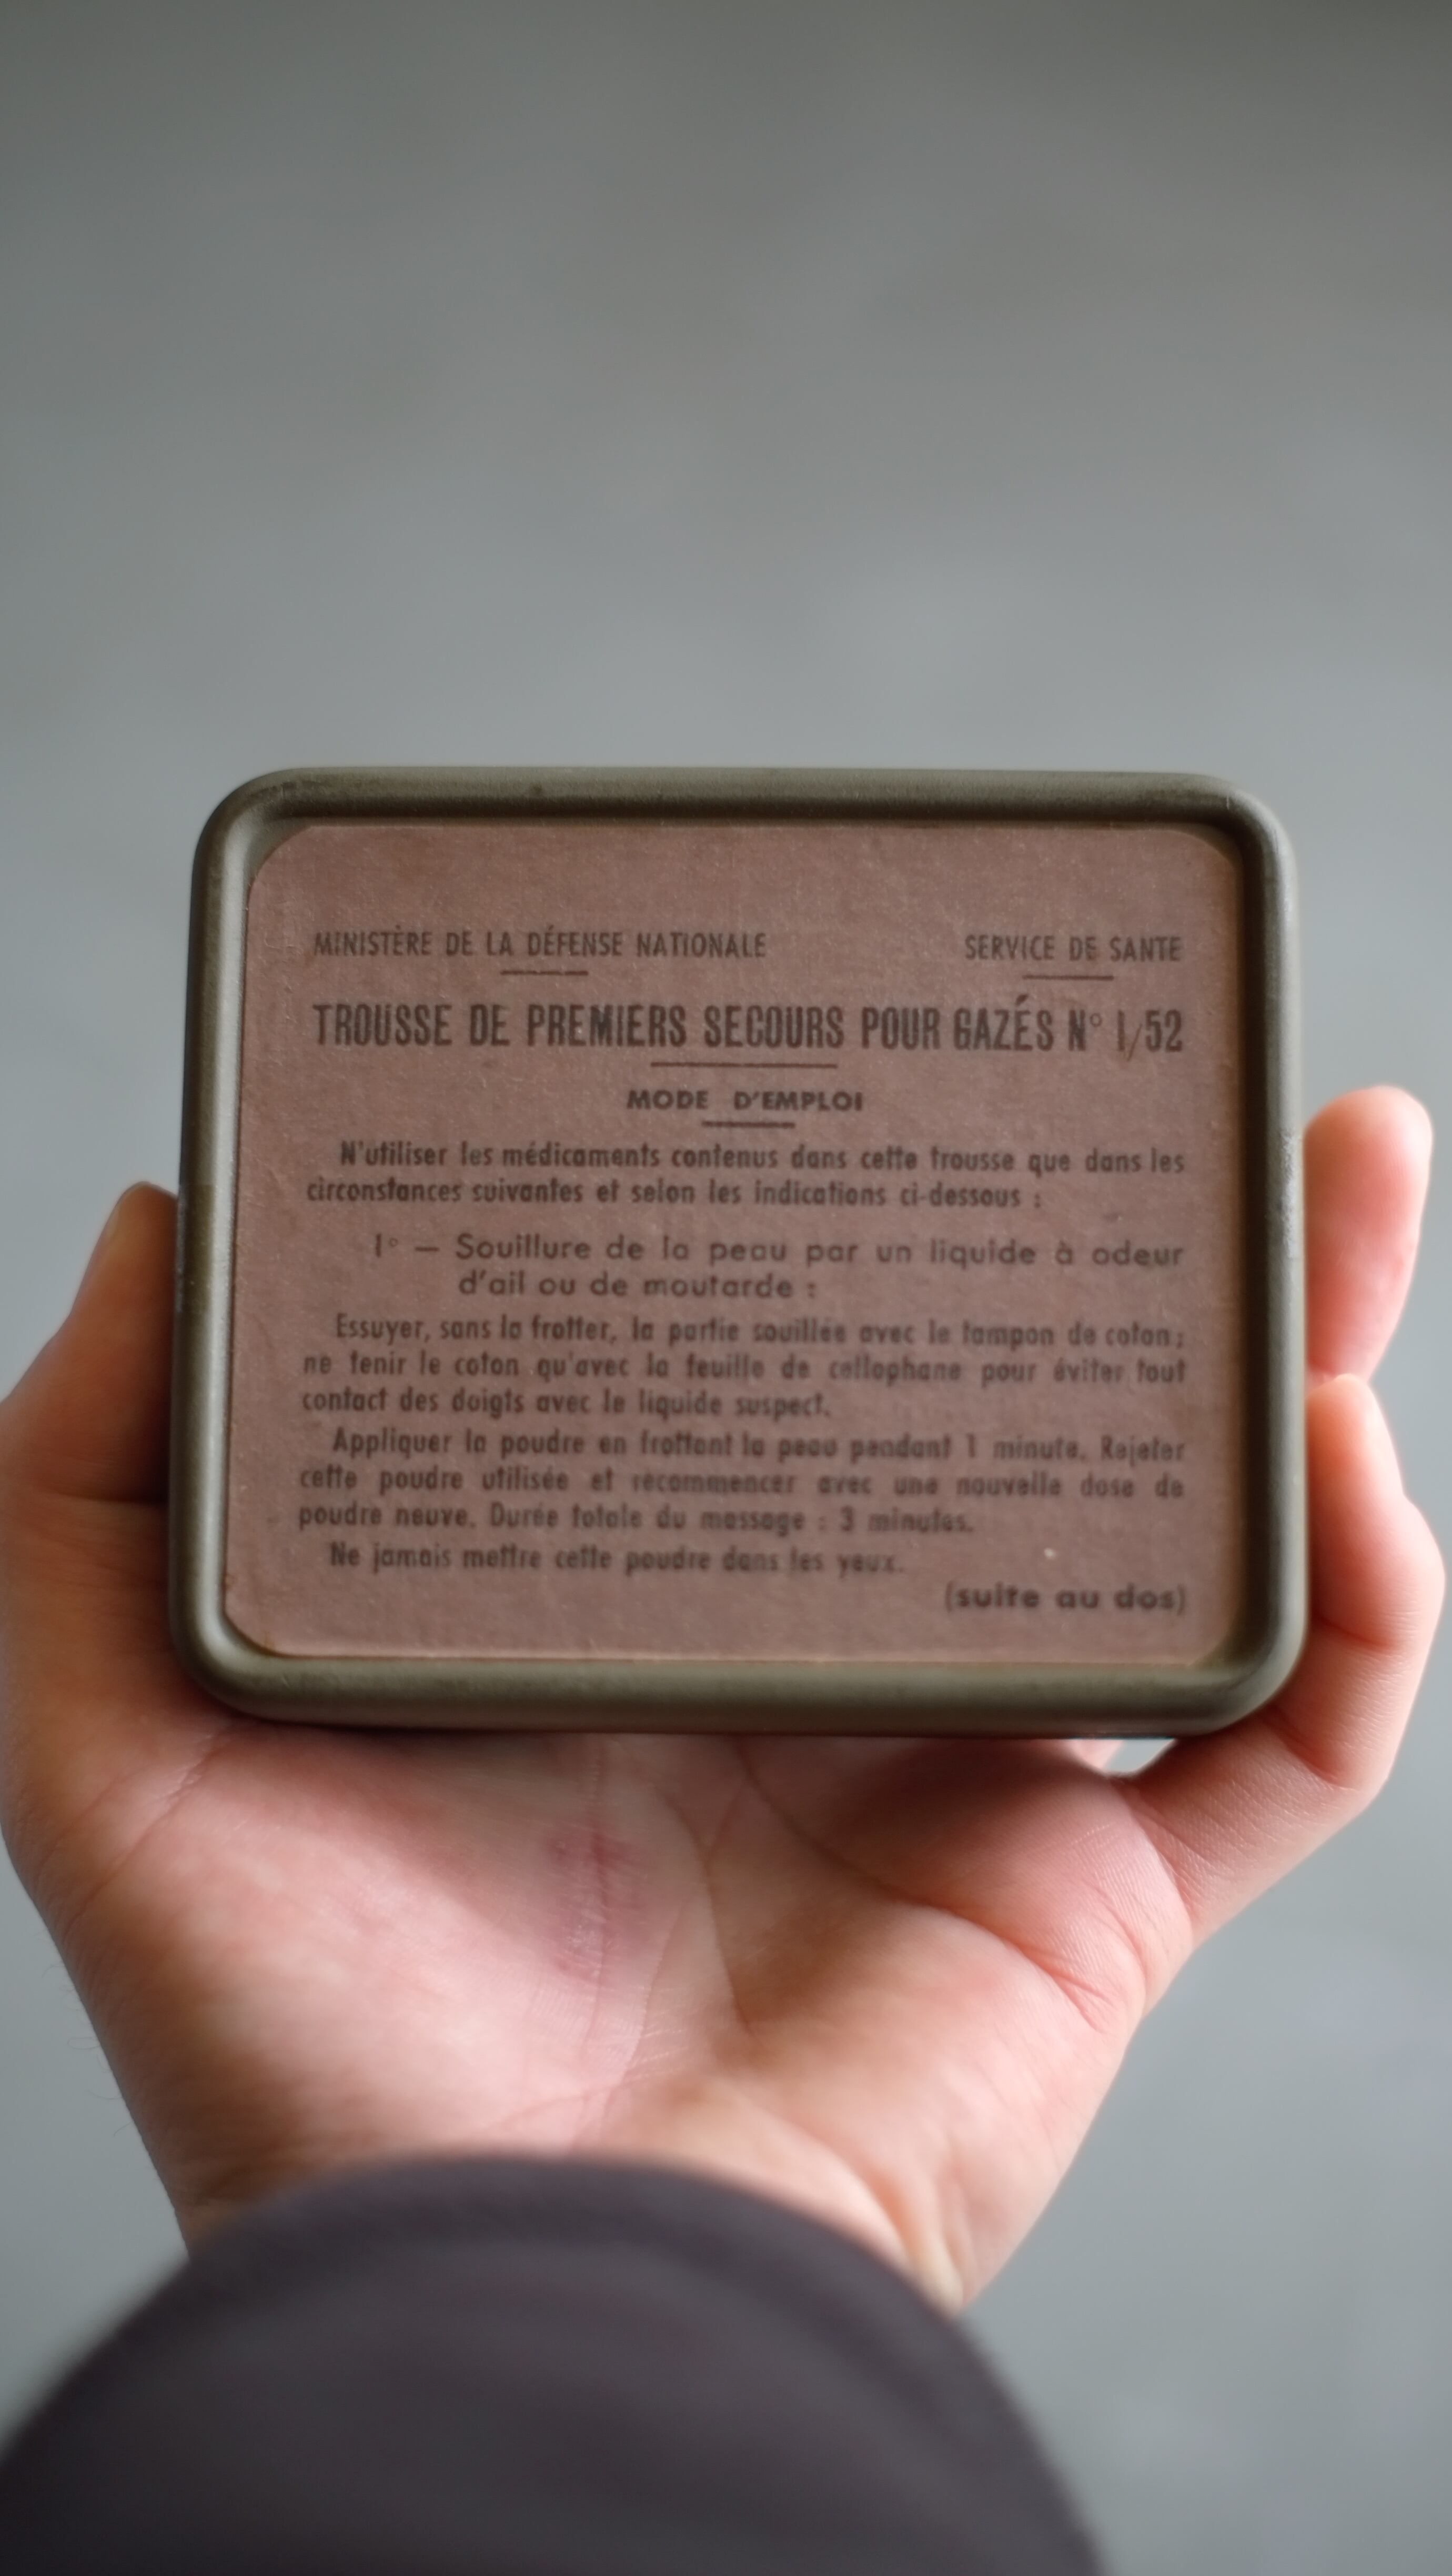 MINISTÈRE DE LA DÉFENSE NATIONALE SERVICE DE SANTE
TROUSSE DE PREMIERS SECOURS POUR GAZÉS N° 1/52
MODE D'EMPLOI
N'utiliser les médicaments contenus dans cette trousse que dans les
circonstances suivantes et selon les indications ci-dessous :
1° — Souillure de la peau par un liquide à odeur
d'ail ou de moutarde :
Essuyer, sans la frotter, la partie souillée avec le tampon de coton ;
ne tenir le coton qu'avec la feuille de cellophane pour éviter tout
contact des doigts avec le liquide suspect.
Appliquer la poudre en frottant la peau pendant 1 minute. Rejeter
cette poudre utilisée et recommencer avec une nouvelle dose de
poudre neuve. Durée totale du massage : 3 minutes.
Ne jamais mettre cette poudre dans les yeux.
(suite au dos)